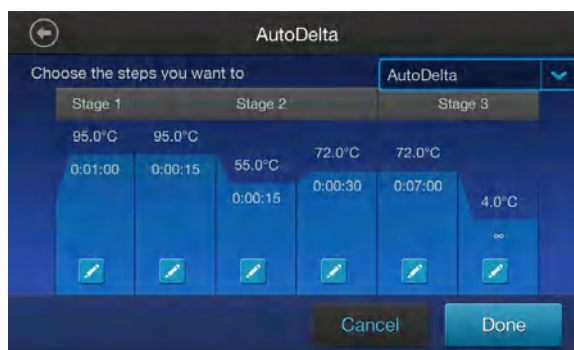 AutoDelta
Choose the steps you want to AutoDelta
Stage 1 Stage 2 Stage 3
95.0°C 95.0°C 55.0°C 72.0°C 72.0°C 4.0°C
0:01:00 0:00:15 0:00:15 0:00:30 0:07:00 ∞
Cancel Done